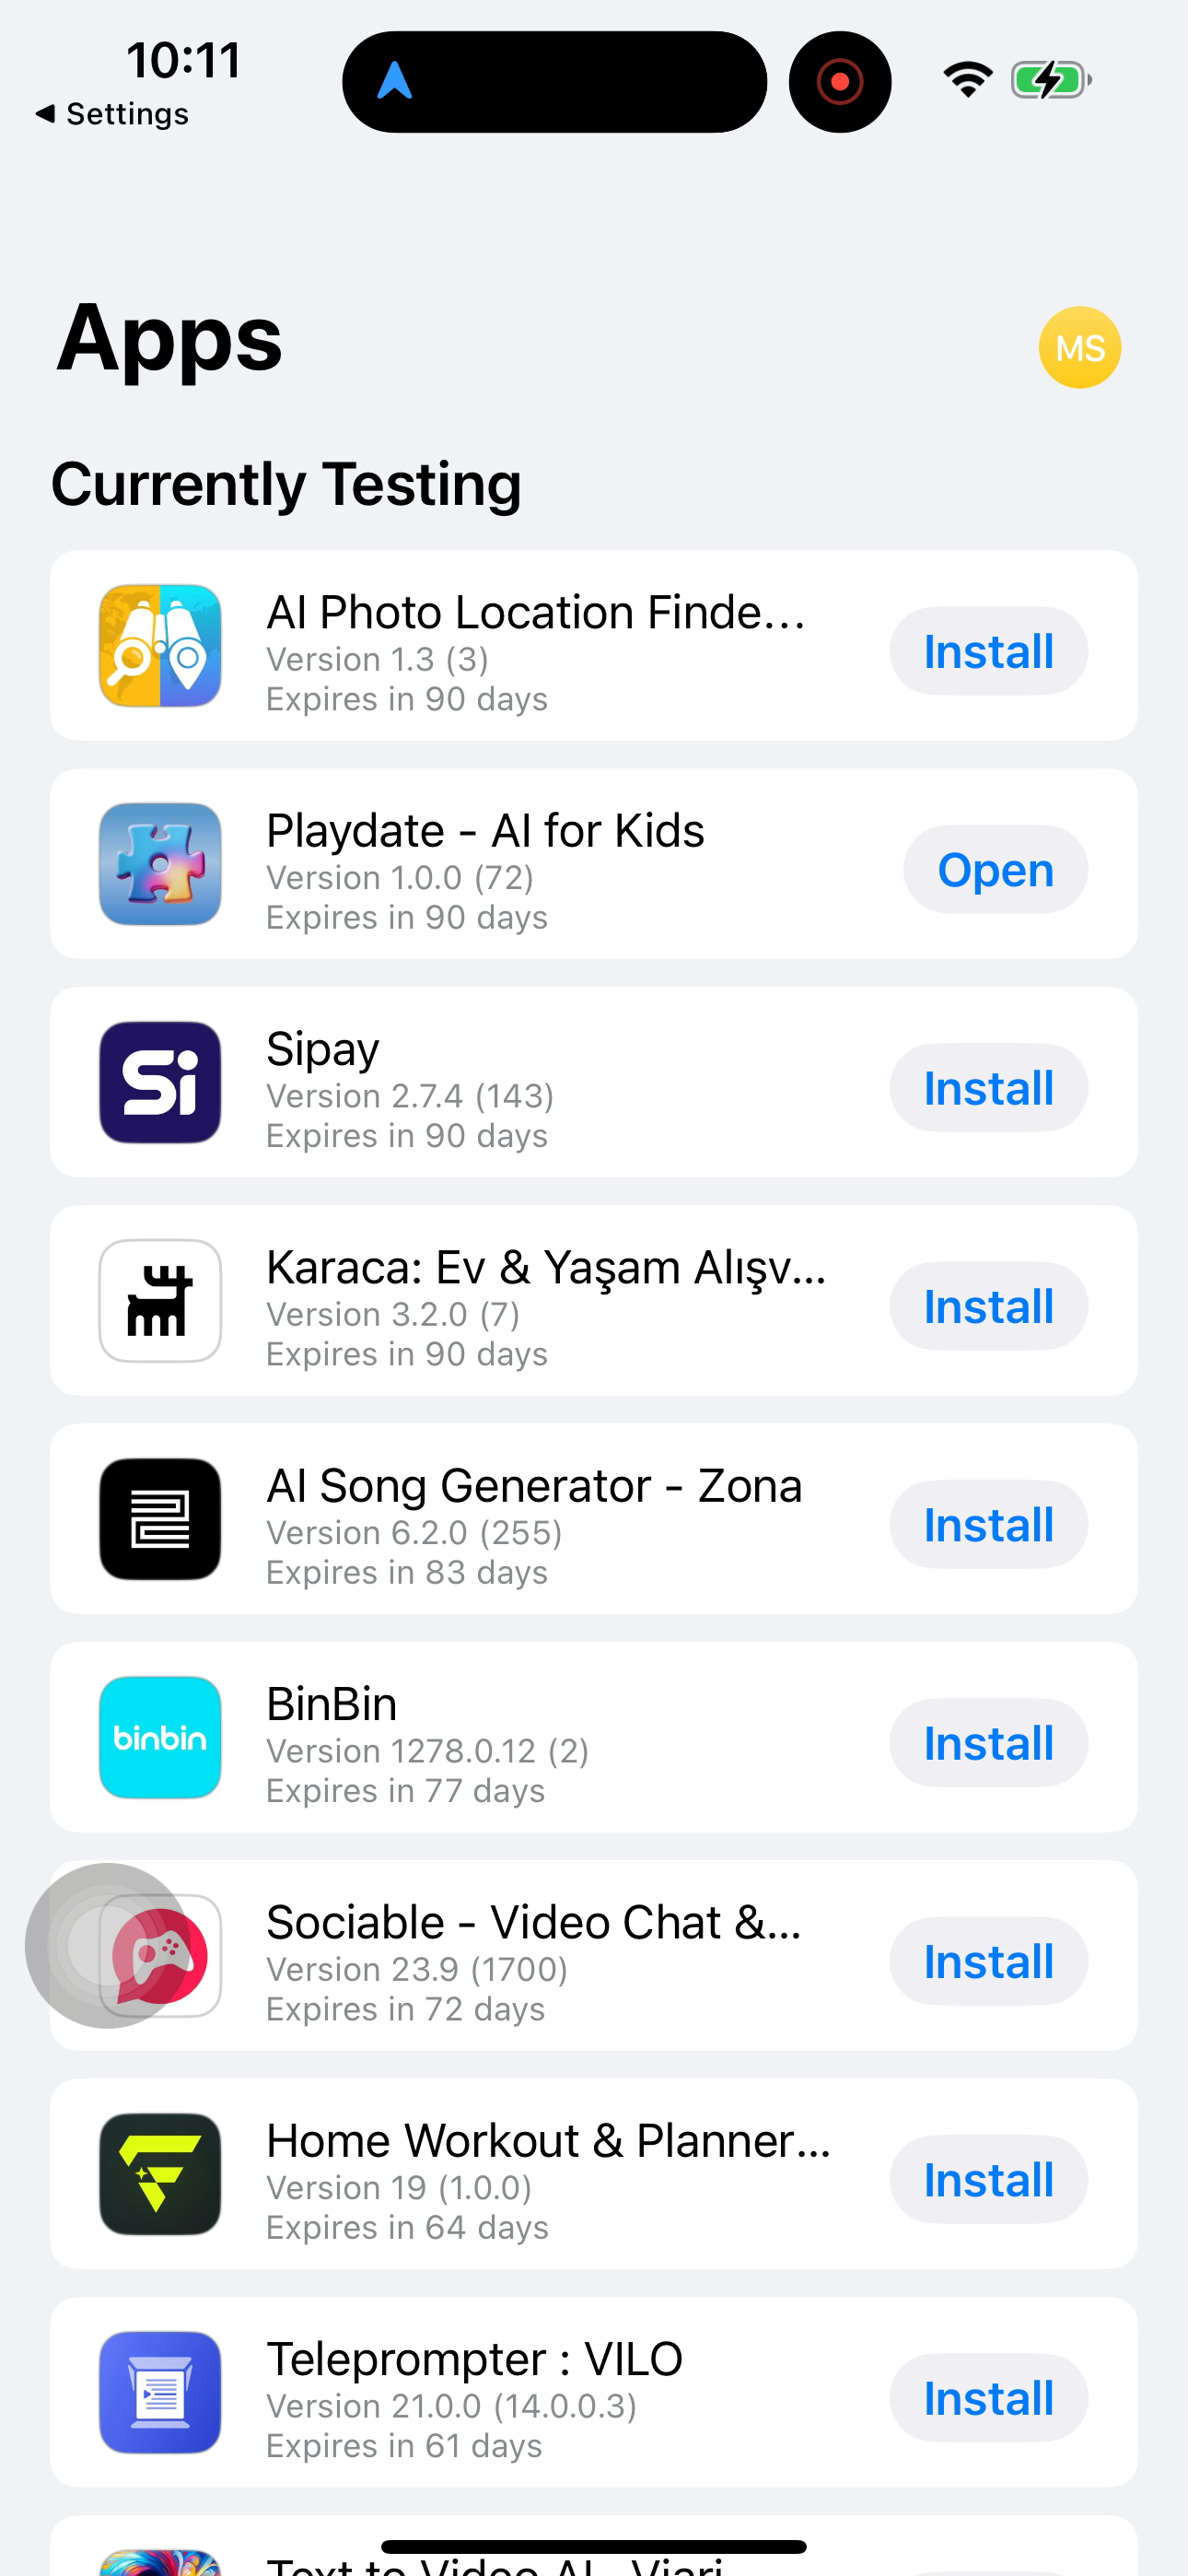 10:11
◀ Settings
Apps
MS
Currently Testing
AI Photo Location Finde...
Version 1.3 (3)
Expires in 90 days
Install
Playdate - AI for Kids
Version 1.0.0 (72)
Expires in 90 days
Open
Si
Sipay
Version 2.7.4 (143)
Expires in 90 days
Install
Karaca: Ev & Yaşam Alışv...
Version 3.2.0 (7)
Expires in 90 days
Install
AI Song Generator - Zona
Version 6.2.0 (255)
Expires in 83 days
Install
binbin
BinBin
Version 1278.0.12 (2)
Expires in 77 days
Install
Sociable - Video Chat &...
Version 23.9 (1700)
Expires in 72 days
Install
Home Workout & Planner...
Version 19 (1.0.0)
Expires in 64 days
Install
Teleprompter : VILO
Version 21.0.0 (14.0.0.3)
Expires in 61 days
Install
Text to Video AI - Viari